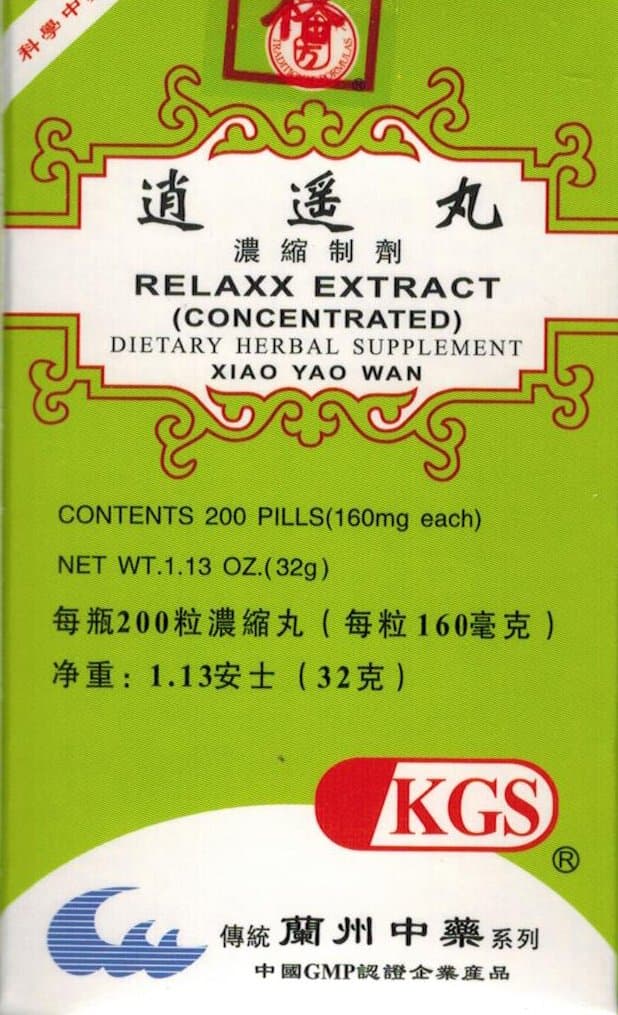 科學中
TRADITIONAL FORMULAS
®
逍遥丸
濃縮制劑
RELAXX EXTRACT
(CONCENTRATED)
DIETARY HERBAL SUPPLEMENT
XIAO YAO WAN
CONTENTS 200 PILLS(160mg each)
NET WT.1.13 OZ.(32g)
每瓶200粒濃縮丸(每粒160毫克)
净重:1.13安士(32克)
KGS
®
傳統 蘭州中藥 系列
中國GMP認證企業産品